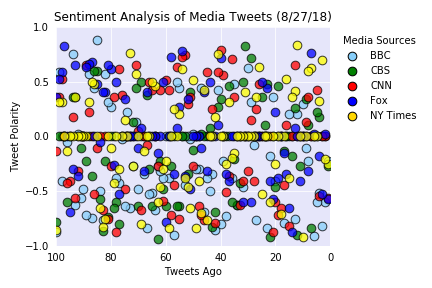 Sentiment Analysis of Media Tweets (8/27/18)
1.0
0.5
0.0
−0.5
−1.0
Tweet Polarity
100
80
60
40
20
0
Tweets Ago
Media Sources
BBC
CBS
CNN
Fox
NY Times